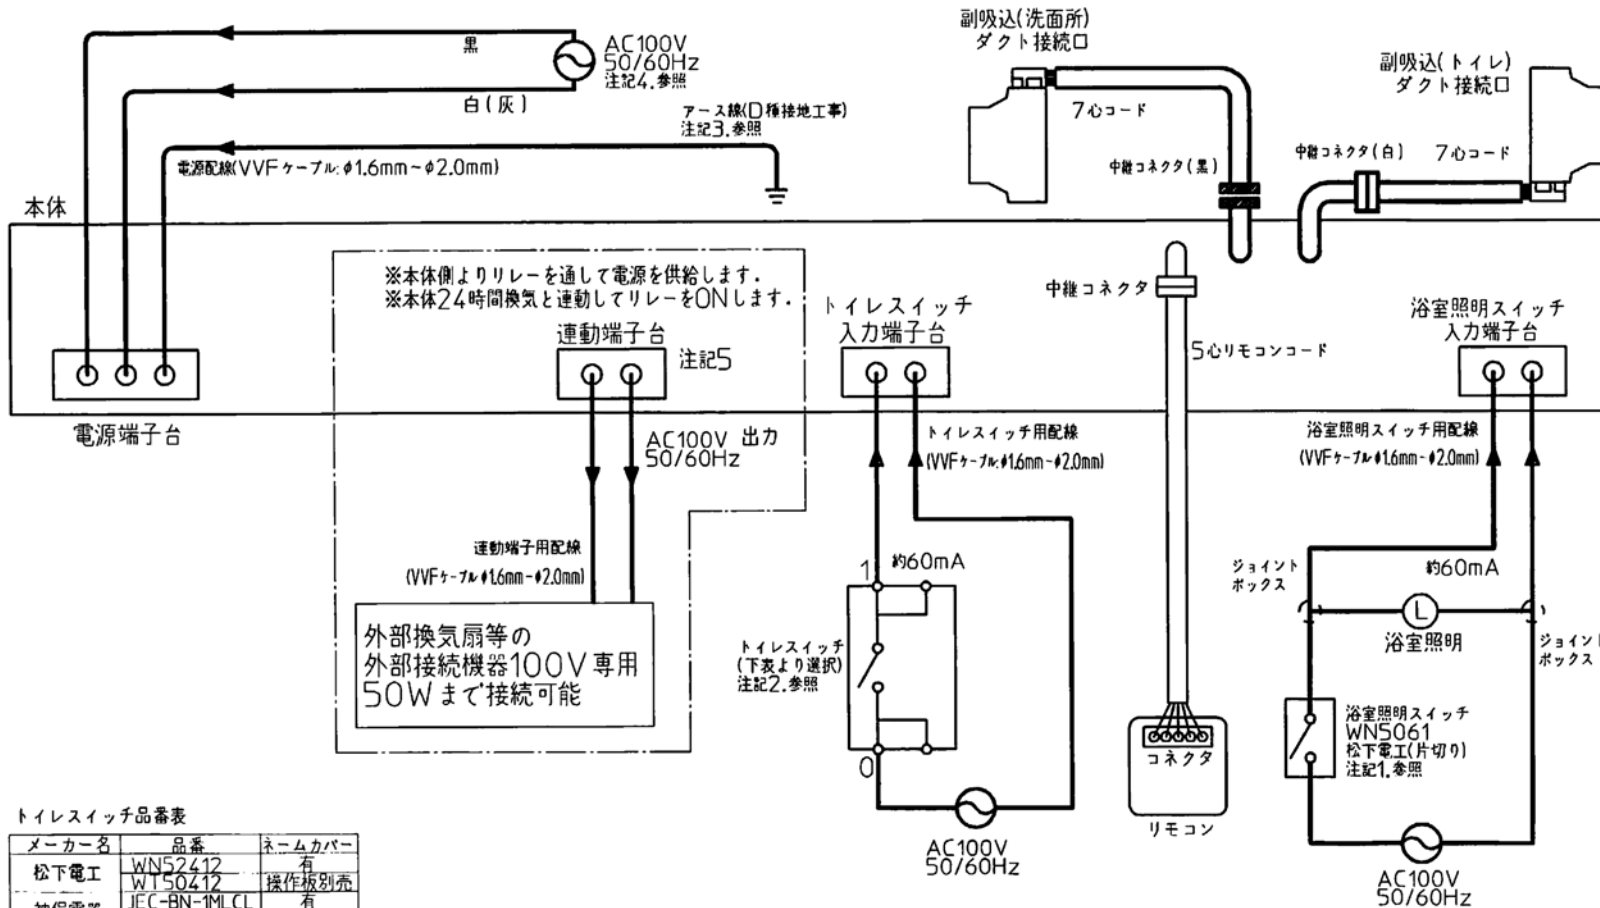 黒
AC100V
50/60Hz
注記4.参照
白(灰)
アース線(D種接地工事)
注記3.参照
電源配線(VVFケーブル:φ1.6mm~φ2.0mm)
本体
副吸込(洗面所)
ダクト接続口
7心コード
中継コネクタ(黒)
副吸込(トイレ)
ダクト接続口
中継コネクタ(白)
7心コード
※本体側よりリレーを通して電源を供給します.
※本体24時間換気と連動してリレーをONします.
連動端子台
注記5
トイレスイッチ
入力端子台
中継コネクタ
5心リモコンコード
浴室照明スイッチ
入力端子台
電源端子台
AC100V 出力
50/60Hz
トイレスイッチ用配線
(VVFケーブル:φ1.6mm~φ2.0mm)
浴室照明スイッチ用配線
(VVFケーブル φ1.6mm~φ2.0mm)
連動端子用配線
(VVFケーブル φ1.6mm~φ2.0mm)
外部換気扇等の
外部接続機器100V専用
50Wまで接続可能
1
約60mA
トイレスイッチ
(下表より選択)
注記2.参照
0
AC100V
50/60Hz
コネクタ
リモコン
ジョイント
ボックス
約60mA
L
浴室照明
ジョイント
ボックス
浴室照明スイッチ
WN5061
松下電工(片切り)
注記1.参照
AC100V
50/60Hz
トイレスイッチ品番表
メーカー名 品番 ネームカバー
松下電工 WN52412 有
WT50412 操作板別売
神保電器 JEC-BN-1MLCL 有